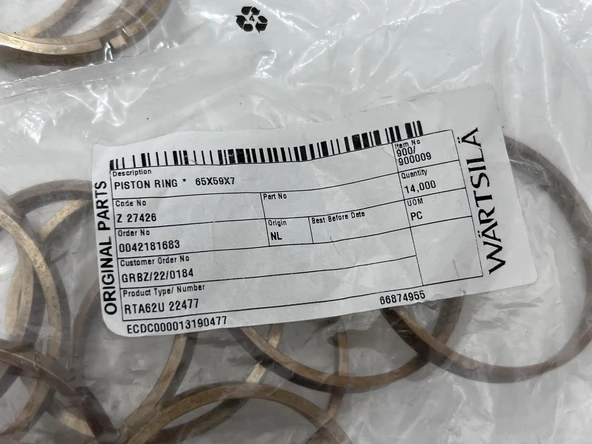 ORIGINAL PARTS
Description
PISTON RING * 65X59X7
Item No
900/
900009
Code No
Z 27426
Part No
Quantity
14,000
Order No
0042181683
Origin
NL
Best Before Date
UOM
PC
Customer Order No
GRBZ/22/0184
Product Type/ Number
RTA62U 22477
66874955
ECDC000013190477
WÄRTSILÄ